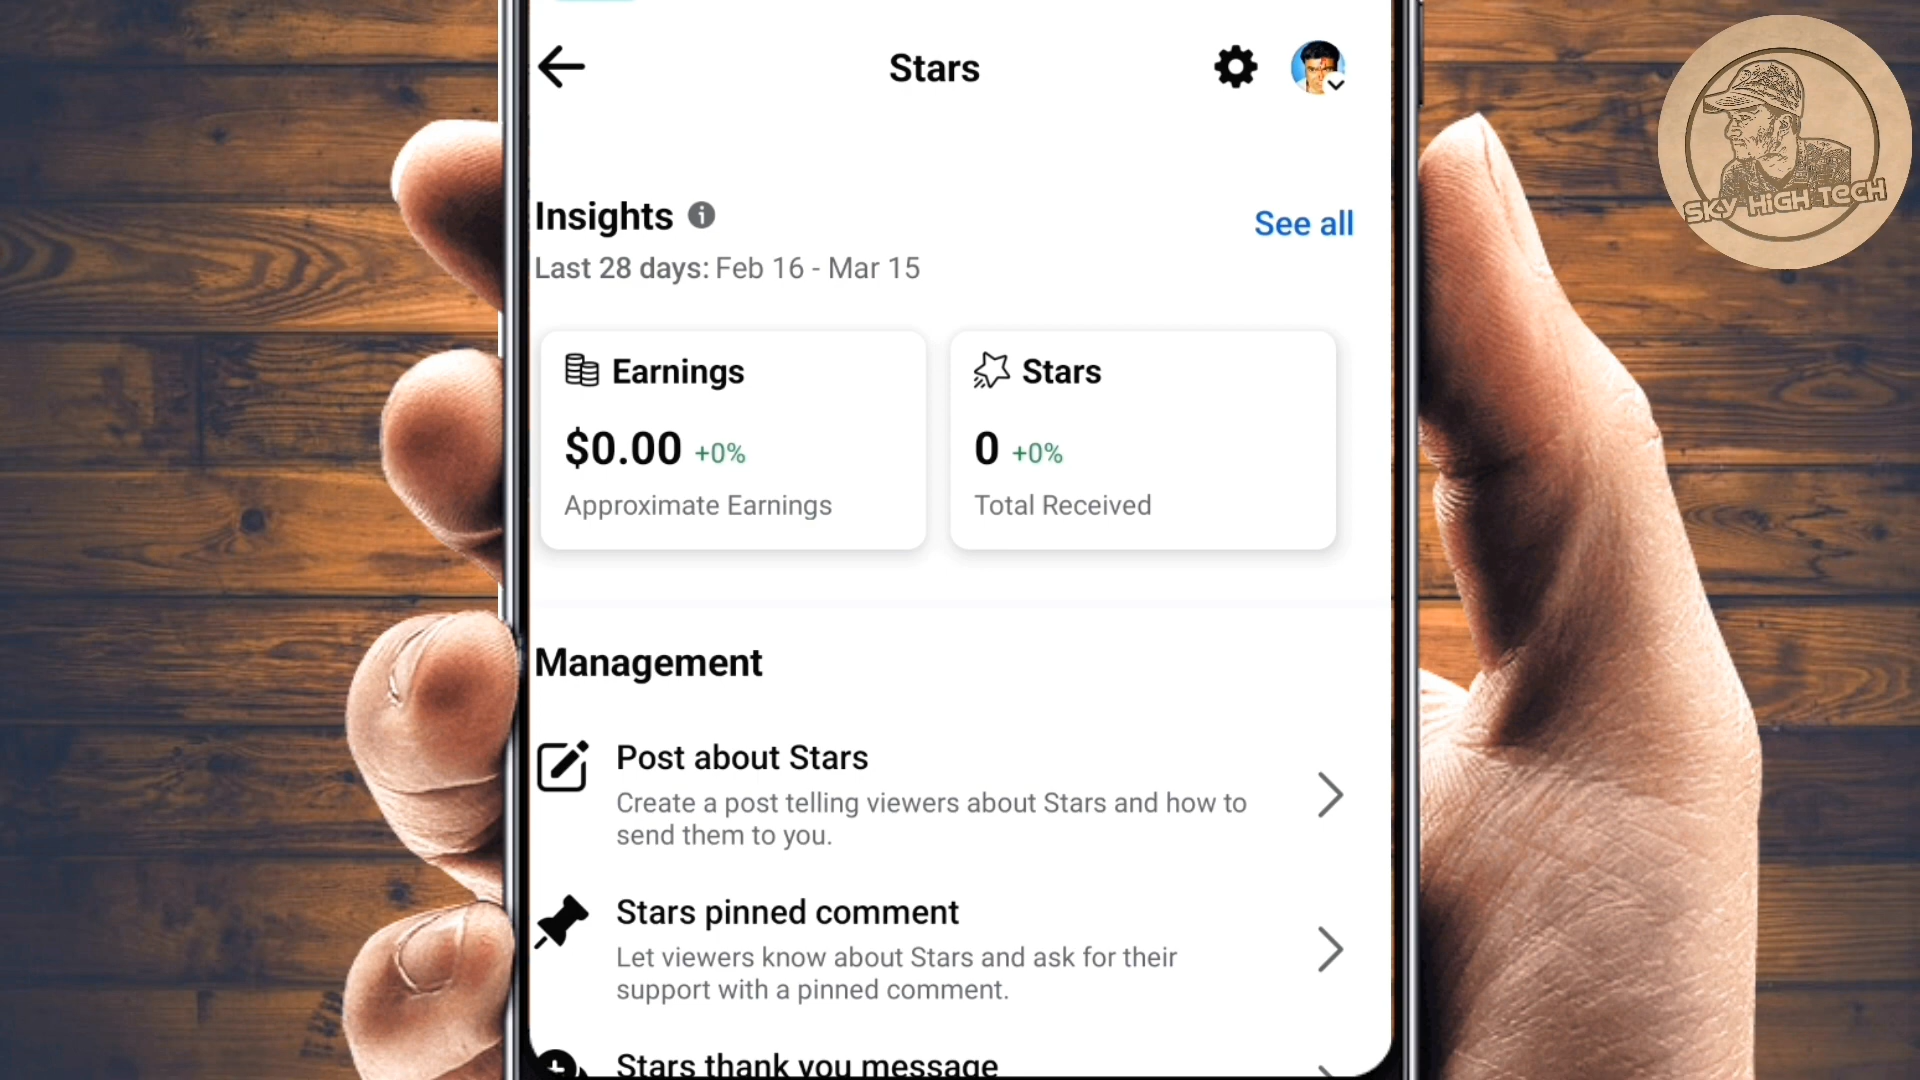 Stars
Insights
See all
Last 28 days: Feb 16 - Mar 15
Earnings
$0.00 +0%
Approximate Earnings
Stars
0 +0%
Total Received
Management
Post about Stars
Create a post telling viewers about Stars and how to
send them to you.
Stars pinned comment
Let viewers know about Stars and ask for their
support with a pinned comment.
Stars thank you message
SKY HIGH TECH